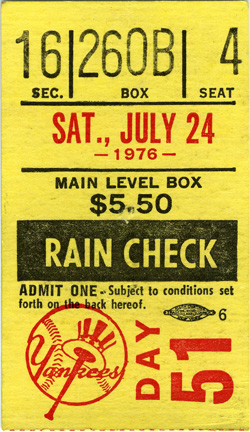 16 260B 4
SEC. BOX SEAT
SAT., JULY 24
- 1976 -
MAIN LEVEL BOX
$5.50
RAIN CHECK
ADMIT ONE - Subject to conditions set
forth on the back hereof.
6
Yankees
DAY
51